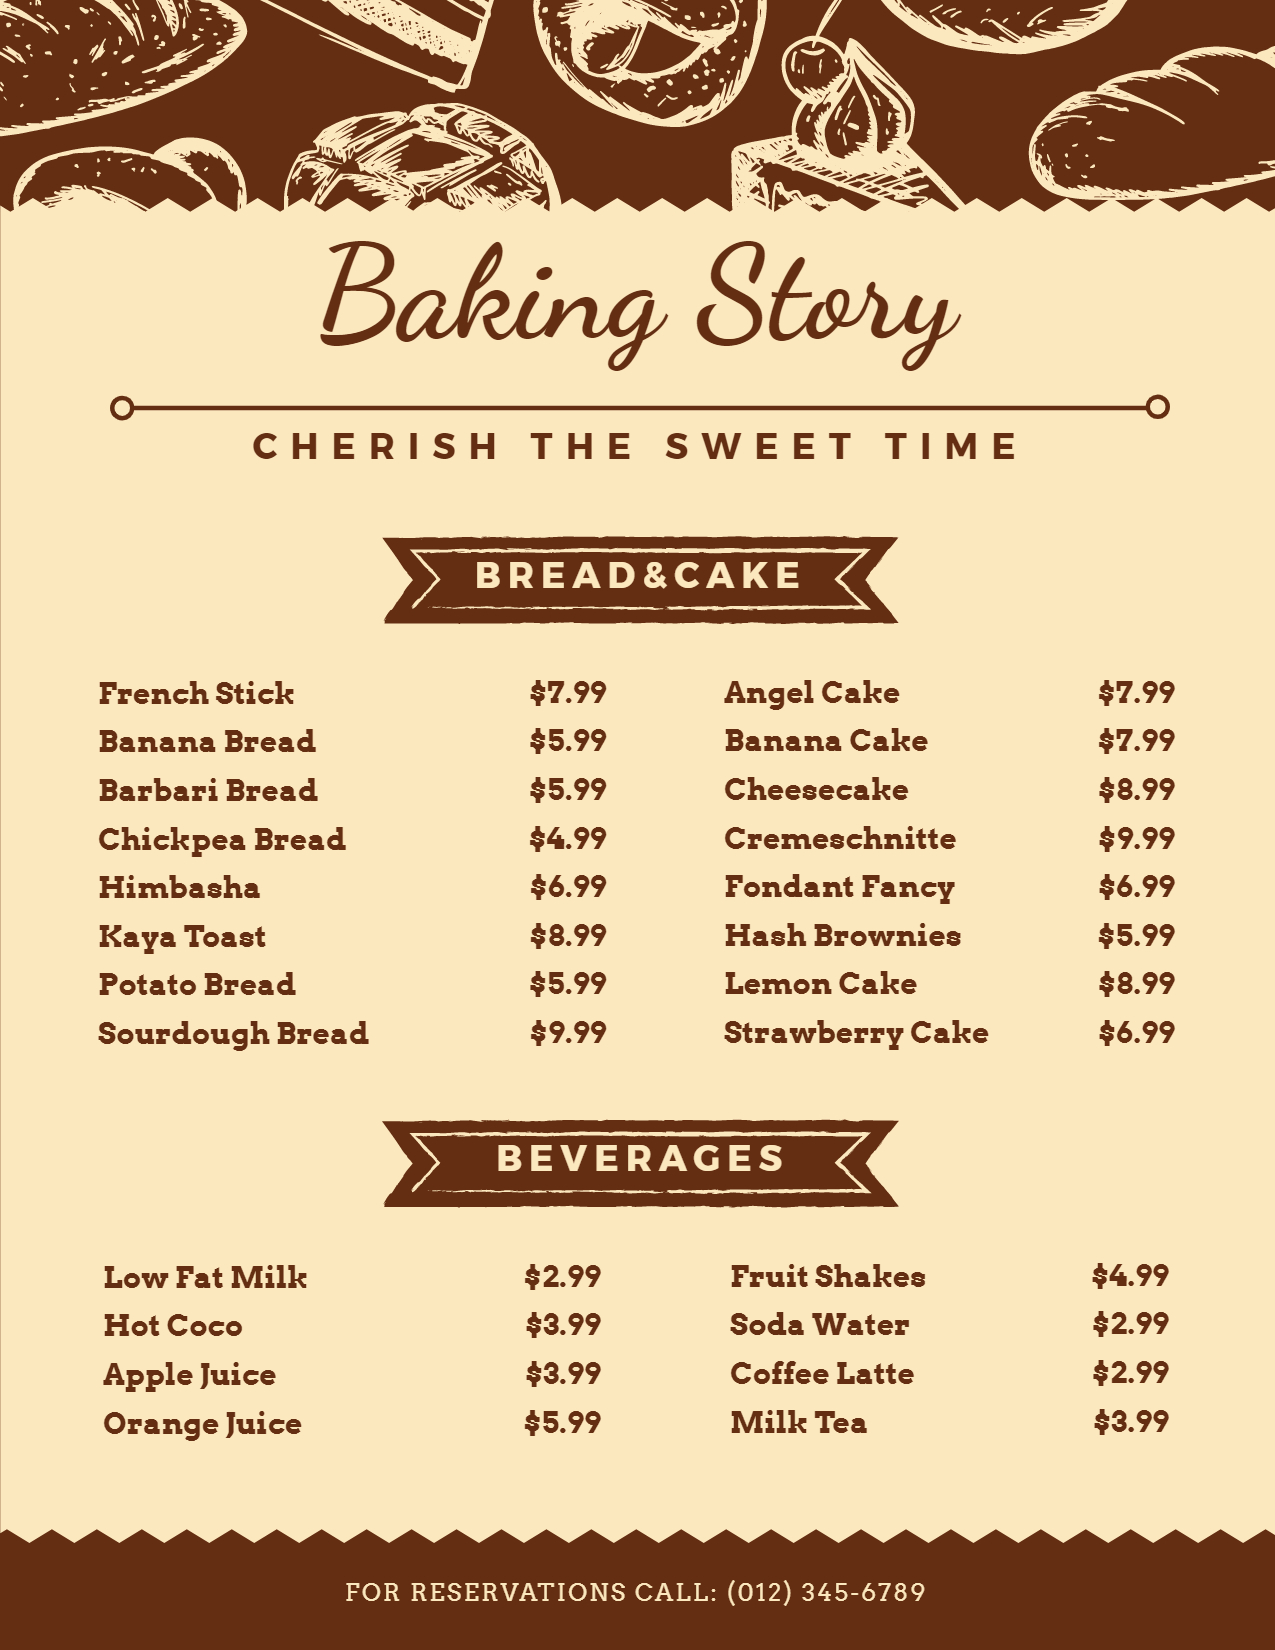 Baking Story
CHERISH THE SWEET TIME
BREAD&CAKE
French Stick $7.99
Banana Bread $5.99
Barbari Bread $5.99
Chickpea Bread $4.99
Himbasha $6.99
Kaya Toast $8.99
Potato Bread $5.99
Sourdough Bread $9.99
Angel Cake $7.99
Banana Cake $7.99
Cheesecake $8.99
Cremeschnitte $9.99
Fondant Fancy $6.99
Hash Brownies $5.99
Lemon Cake $8.99
Strawberry Cake $6.99
BEVERAGES
Low Fat Milk $2.99
Hot Coco $3.99
Apple Juice $3.99
Orange Juice $5.99
Fruit Shakes $4.99
Soda Water $2.99
Coffee Latte $2.99
Milk Tea $3.99
FOR RESERVATIONS CALL: (012) 345-6789